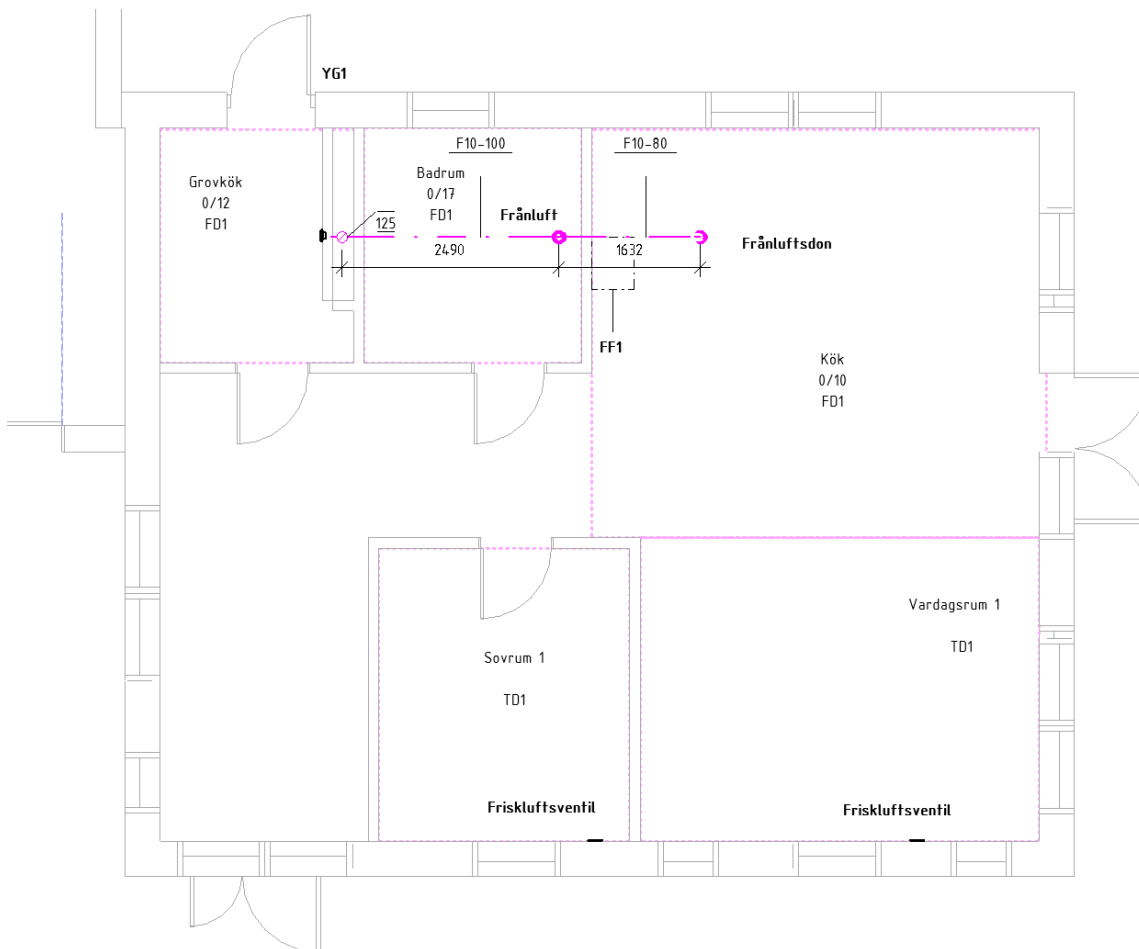 YG1
F10-100
F10-80
Grovkök
0/12
FD1
Badrum
0/17
FD1
Frånluft
125
2490
1632
Frånluftsdon
FF1
Kök
0/10
FD1
Vardagsrum 1
TD1
Sovrum 1
TD1
Friskluftsventil
Friskluftsventil